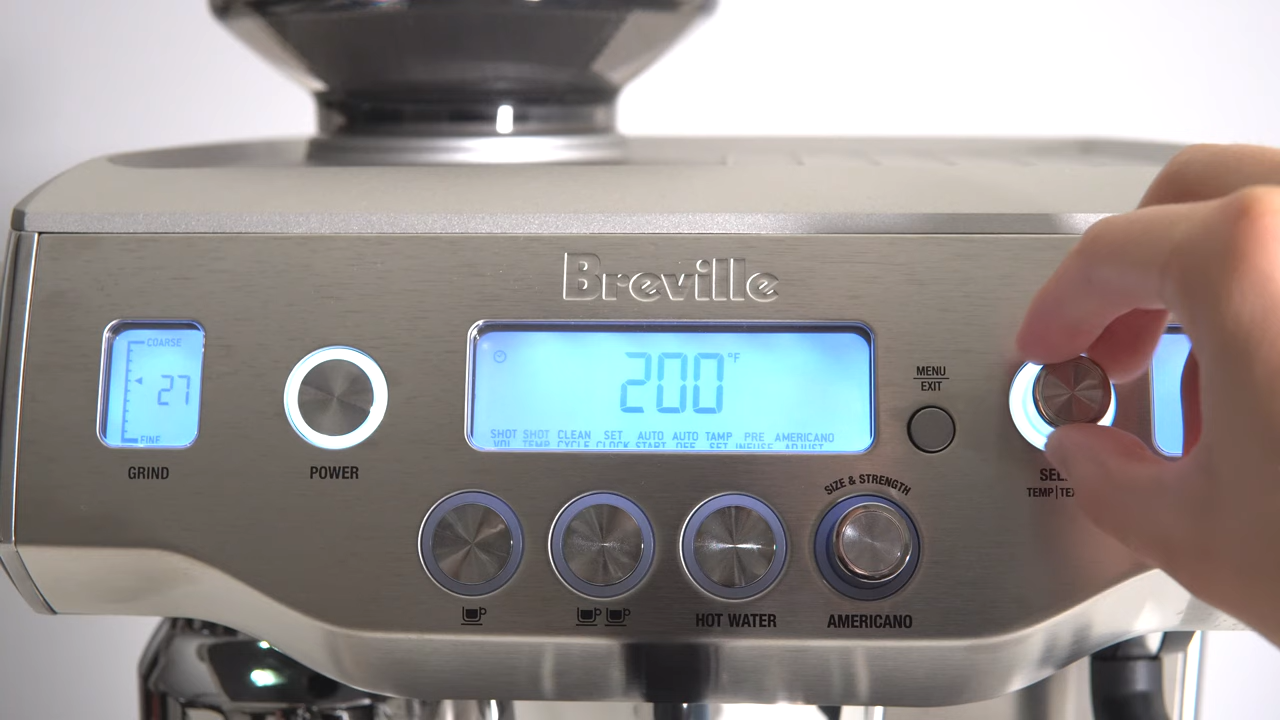 Breville
COARSE
27
FINE
GRIND
POWER
200 °F
SHOT SHOT CLEAN SET AUTO AUTO TAMP PRE AMERICANO
VOL TEMP CYCLE CLOCK START OFF SET INFUSE ADJUST
MENU
EXIT
TEMP
SIZE & STRENGTH
HOT WATER
AMERICANO